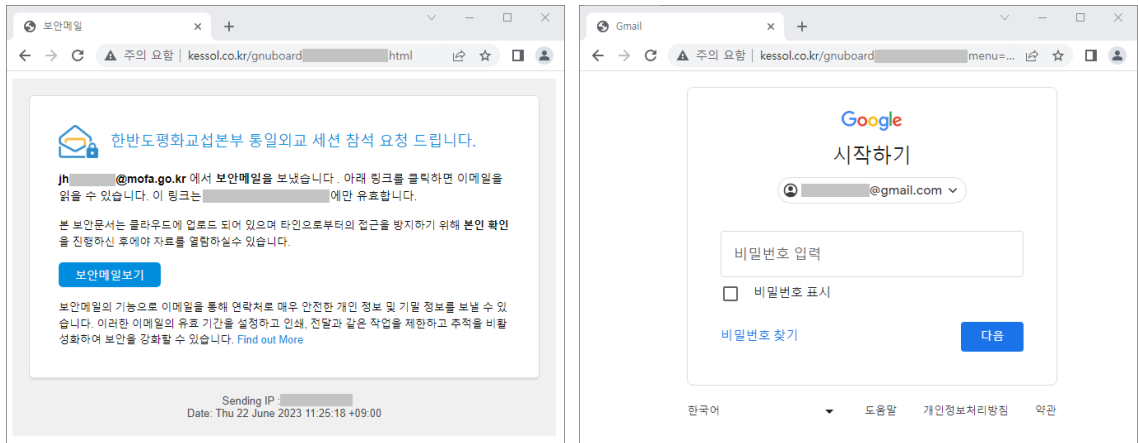 보안메일
주의 요함 | kessol.co.kr/gnuboard html
한반도평화교섭본부 통일외교 세션 참석 요청 드립니다.
jh @mofa.go.kr 에서 보안메일을 보냈습니다 . 아래 링크를 클릭하면 이메일을
읽을 수 있습니다. 이 링크는 에만 유효합니다.
본 보안문서는 클라우드에 업로드 되어 있으며 타인으로부터의 접근을 방지하기 위해 본인 확인
을 진행하신 후에야 자료를 열람하실수 있습니다.
보안메일보기
보안메일의 기능으로 이메일을 통해 연락처로 매우 안전한 개인 정보 및 기밀 정보를 보낼 수 있
습니다. 이러한 이메일의 유효 기간을 설정하고 인쇄, 전달과 같은 작업을 제한하고 추적을 비활
성화하여 보안을 강화할 수 있습니다. Find out More
Sending IP :
Date: Thu 22 June 2023 11:25:18 +09:00
Gmail
주의 요함 | kessol.co.kr/gnuboard menu=...
Google
시작하기
@gmail.com
비밀번호 입력
비밀번호 표시
비밀번호 찾기
다음
한국어
도움말 개인정보처리방침 약관